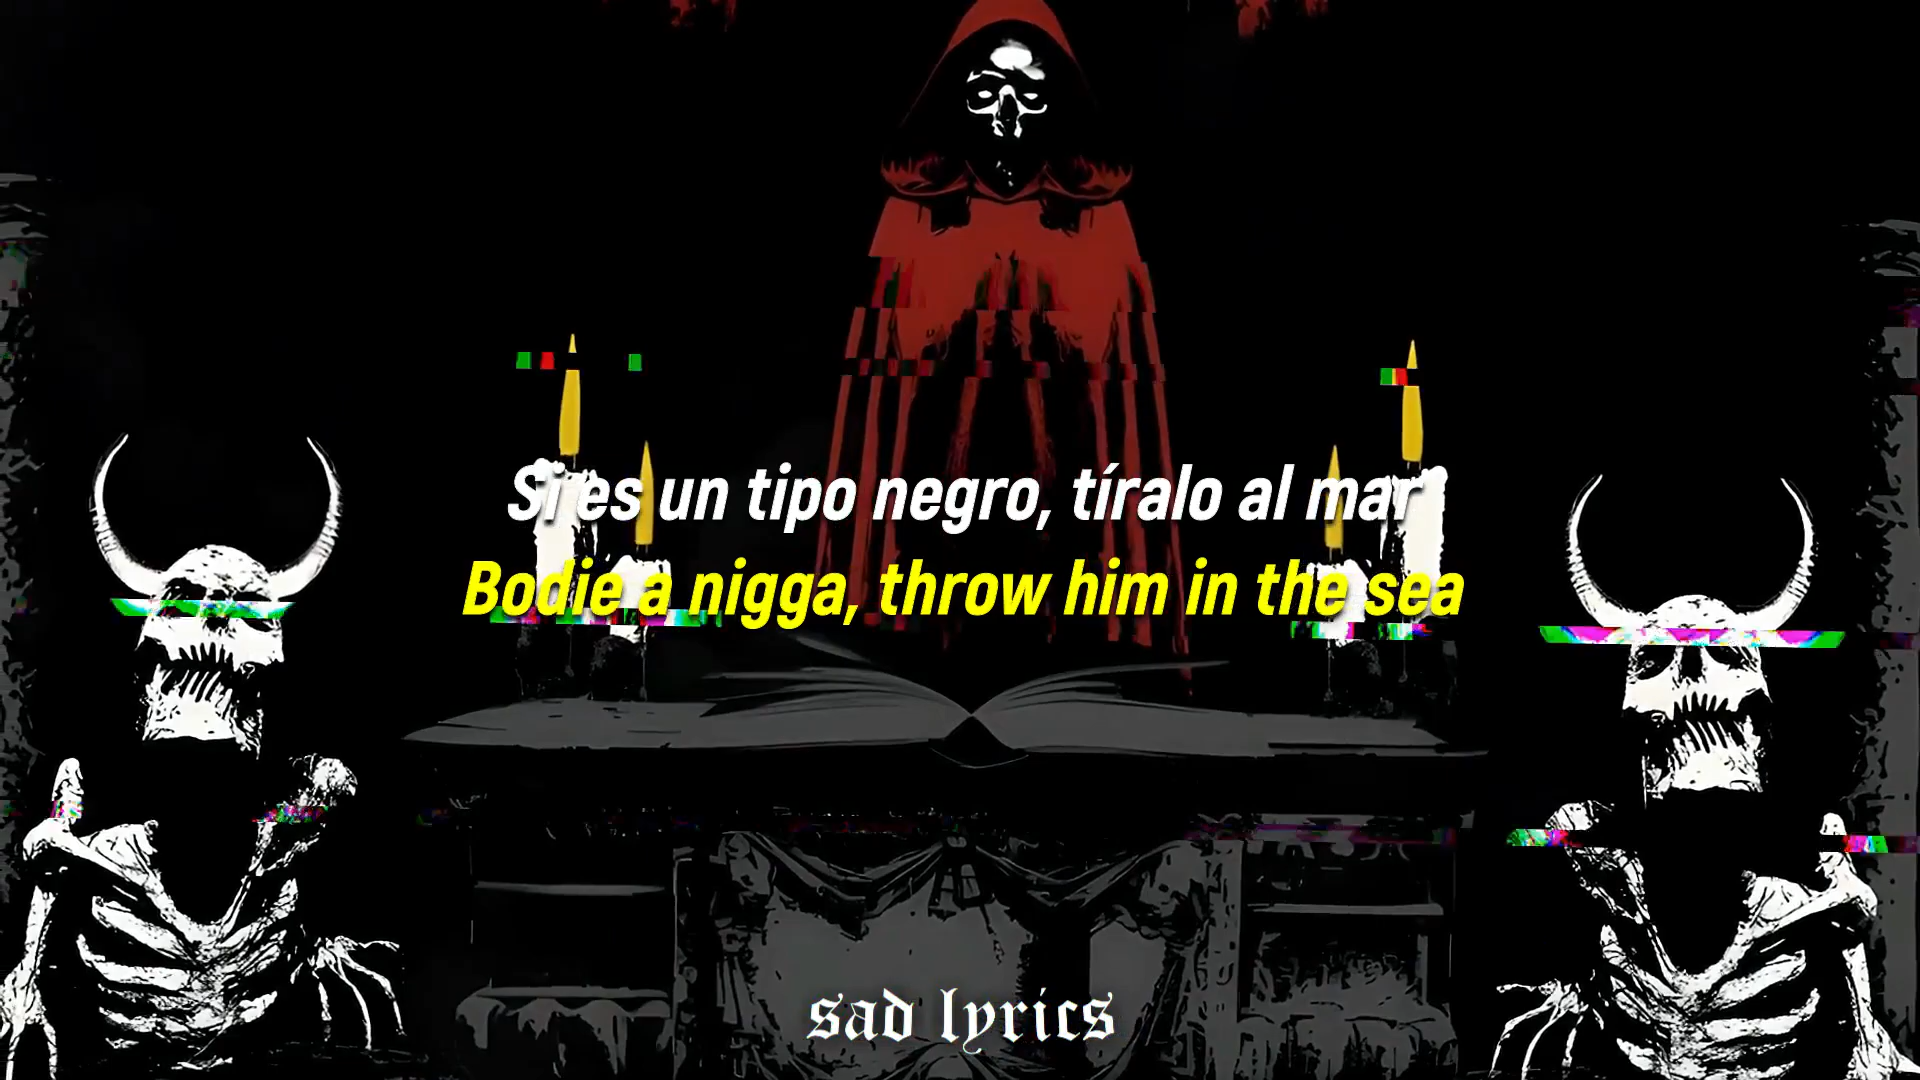 Si es un tipo negro, tíralo al mar
Bodie a nigga, throw him in the sea
sad lyrics